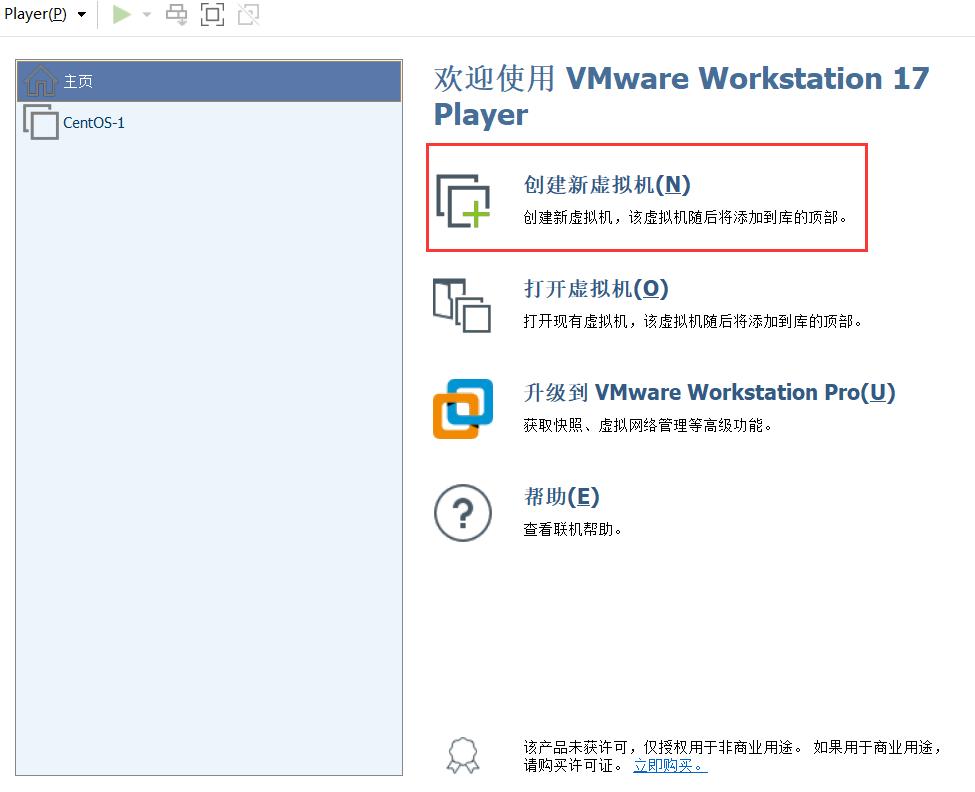 Player(P)
主页
CentOS-1
欢迎使用 VMware Workstation 17
Player
创建新虚拟机(N)
创建新虚拟机，该虚拟机随后将添加到库的顶部。
打开虚拟机(O)
打开现有虚拟机，该虚拟机随后将添加到库的顶部。
升级到 VMware Workstation Pro(U)
获取快照、虚拟网络管理等高级功能。
帮助(E)
查看联机帮助。
该产品未获许可，仅授权用于非商业用途。 如果用于商业用途，
请购买许可证。 立即购买。